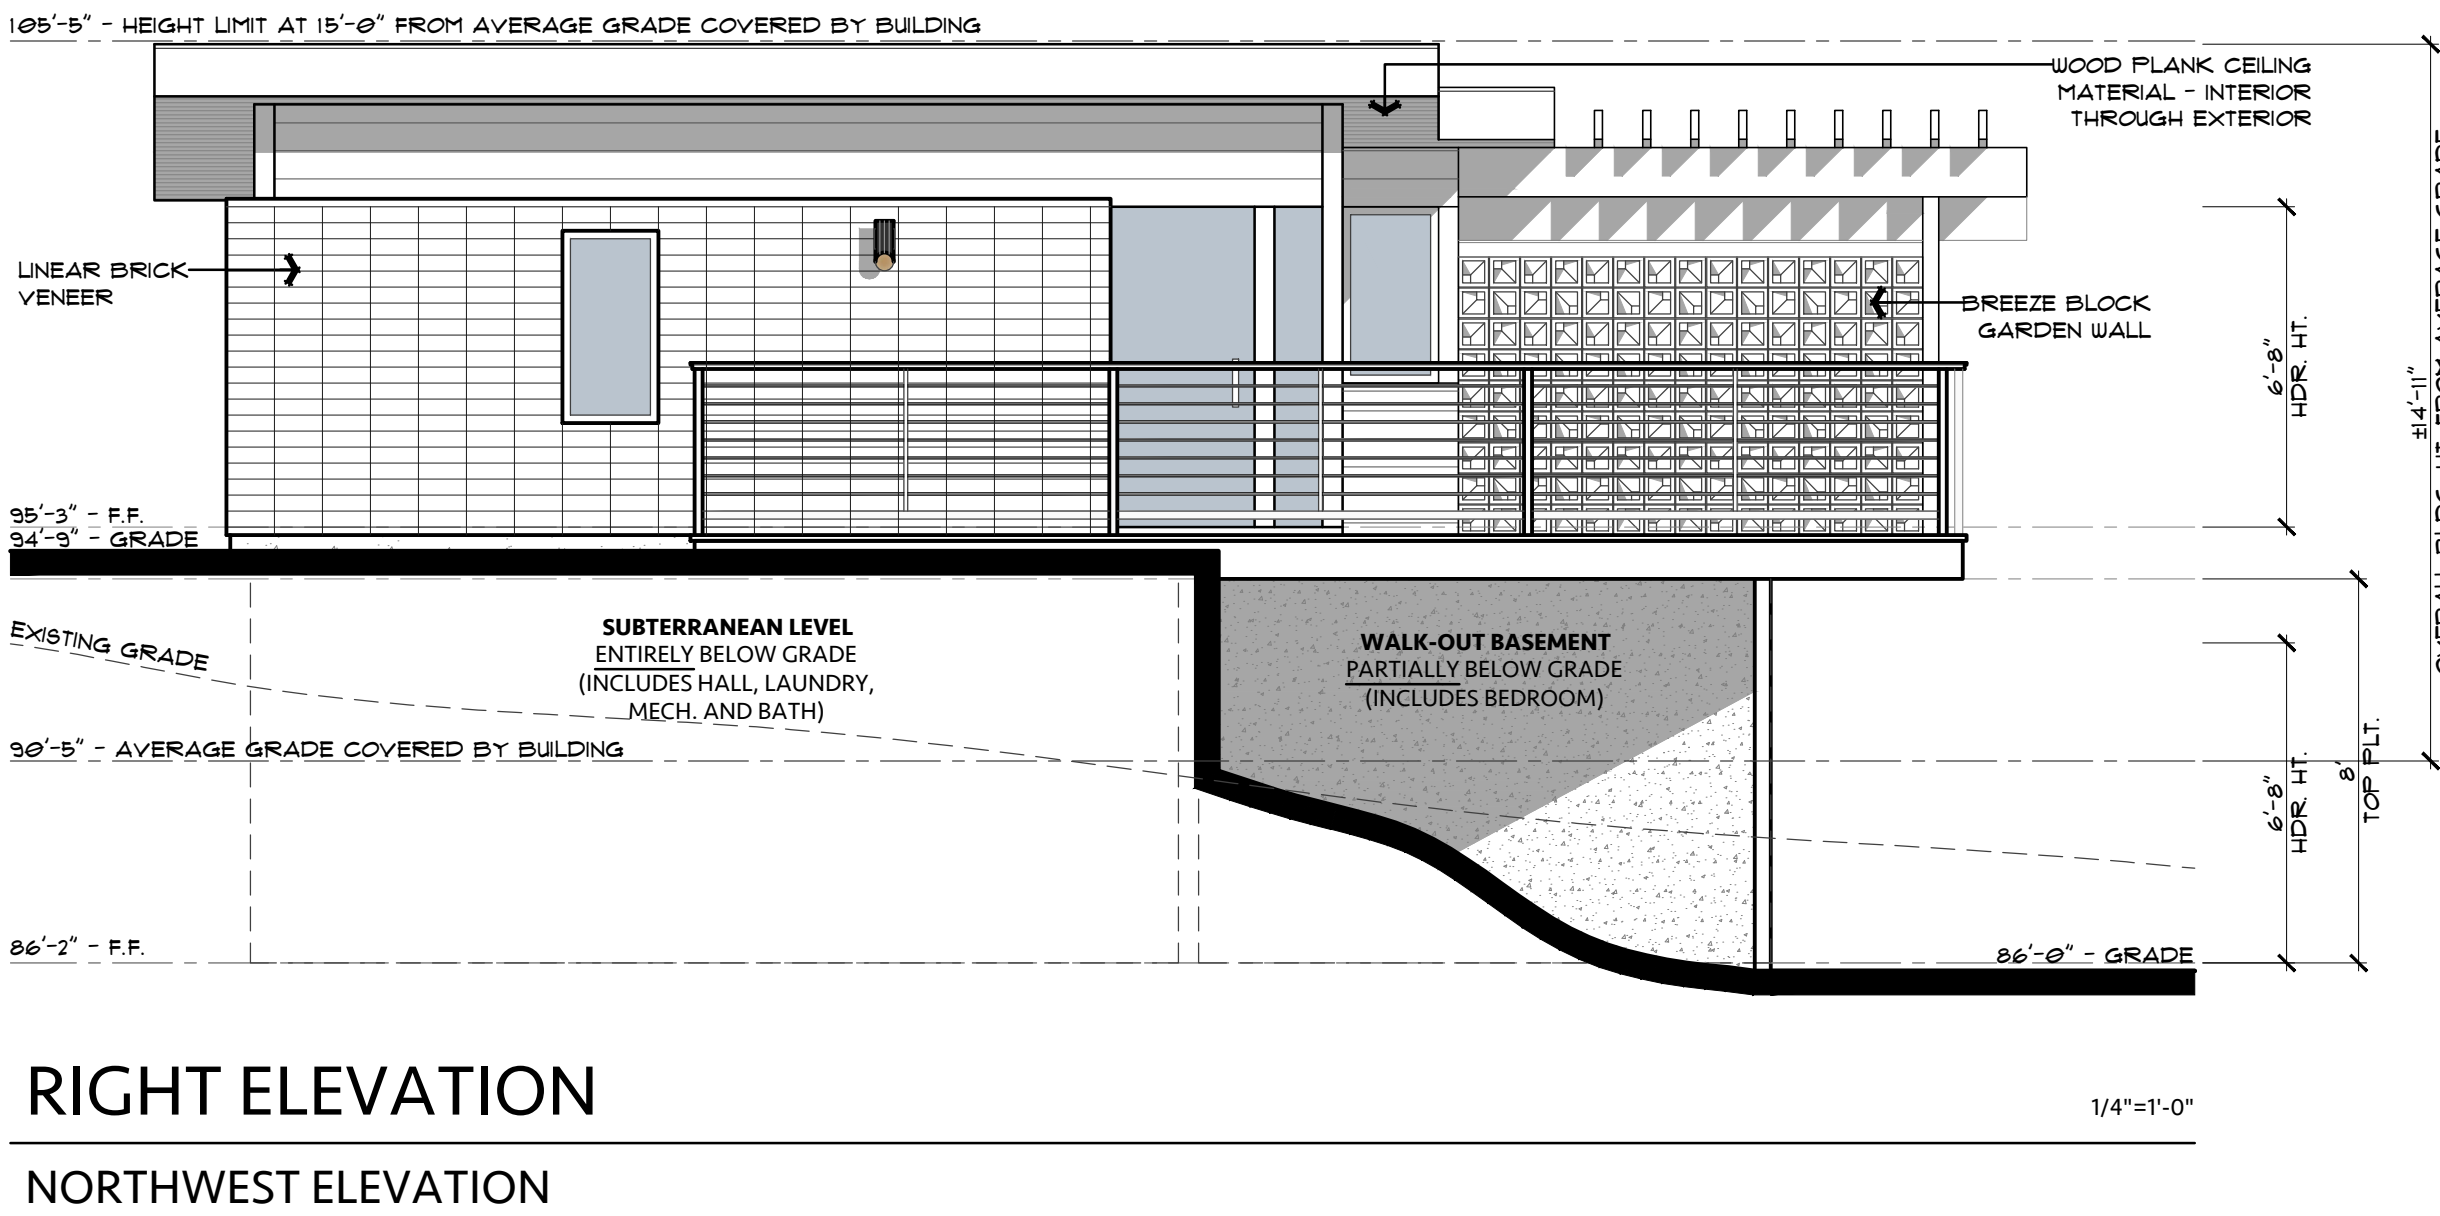 105'-5" - HEIGHT LIMIT AT 15'-0" FROM AVERAGE GRADE COVERED BY BUILDING
WOOD PLANK CEILING
MATERIAL - INTERIOR
THROUGH EXTERIOR
LINEAR BRICK
VENEER
BREEZE BLOCK
GARDEN WALL
6'-8"
HDR. HT.
±14'-11"
95'-3" - F.F.
94'-9" - GRADE
EXISTING GRADE
SUBTERRANEAN LEVEL
ENTIRELY BELOW GRADE
(INCLUDES HALL, LAUNDRY,
MECH. AND BATH)
WALK-OUT BASEMENT
PARTIALLY BELOW GRADE
(INCLUDES BEDROOM)
90'-5" - AVERAGE GRADE COVERED BY BUILDING
6'-8"
HDR. HT.
8'
TOP PLT.
86'-2" - F.F.
86'-0" - GRADE
RIGHT ELEVATION
1/4"=1'-0"
NORTHWEST ELEVATION